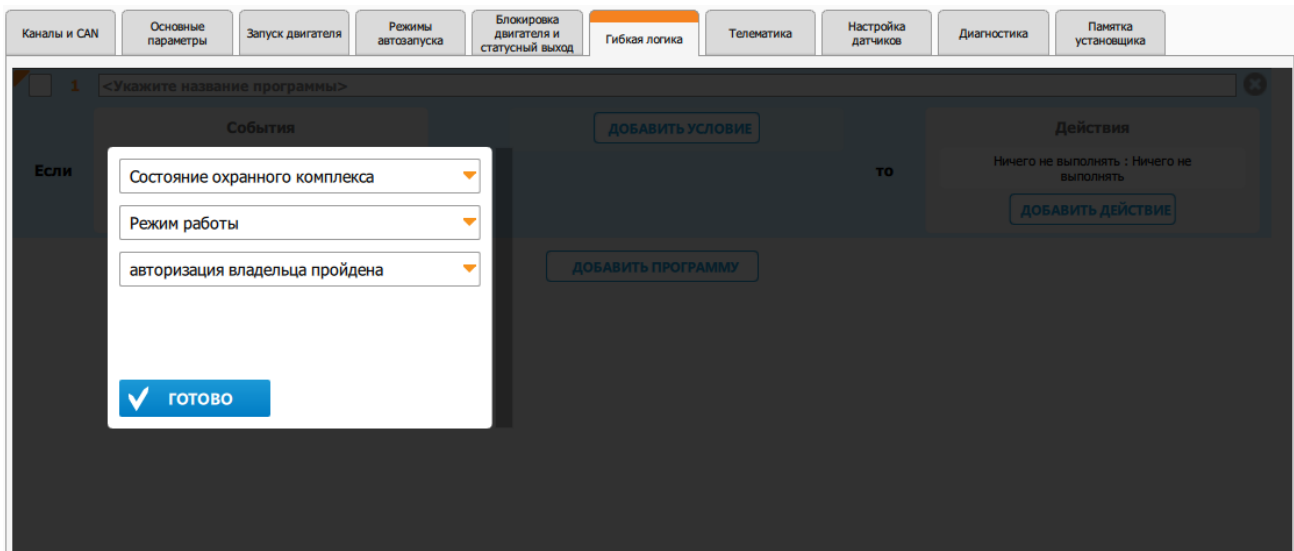 Каналы и CAN
Основные
параметры
Запуск двигателя
Режимы
автозапуска
Блокировка
двигателя и
статусный выход
Гибкая логика
Телематика
Настройка
датчиков
Диагностика
Памятка
установщика
1 <Укажите название программы>
События
ДОБАВИТЬ УСЛОВИЕ
Действия
Если
то
Ничего не выполнять : Ничего не
выполнять
ДОБАВИТЬ ДЕЙСТВИЕ
ДОБАВИТЬ ПРОГРАММУ
Состояние охранного комплекса
Режим работы
авторизация владельца пройдена
ГОТОВО